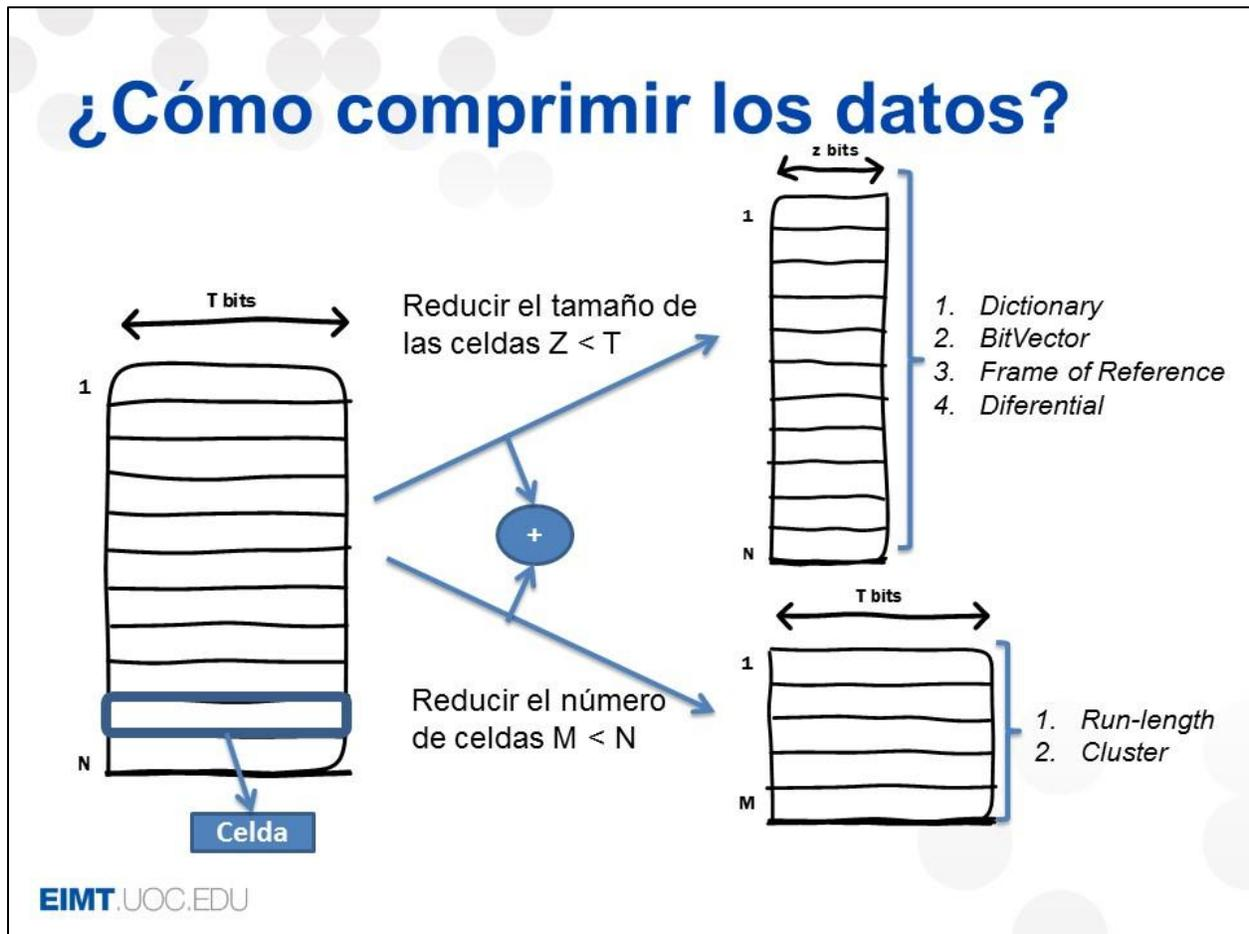 ¿Cómo comprimir los datos?
T bits
1
N
Celda
Reducir el tamaño de
las celdas Z < T
+
Reducir el número
de celdas M < N
z bits
1
N
1. Dictionary
2. BitVector
3. Frame of Reference
4. Diferential
T bits
1
M
1. Run-length
2. Cluster
EIMT.UOC.EDU